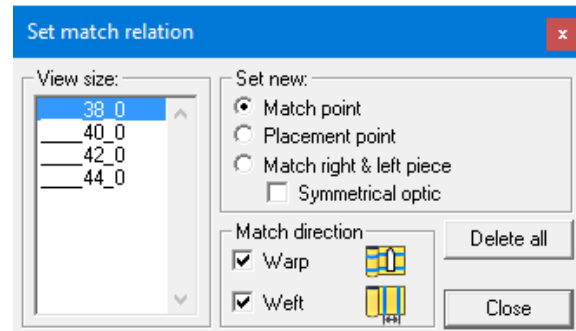 Set match relation
x
View size:
____38_0
____40_0
____42_0
____44_0
Set new:
Match point
Placement point
Match right & left piece
Symmetrical optic
Match direction
Warp
Weft
Delete all
Close